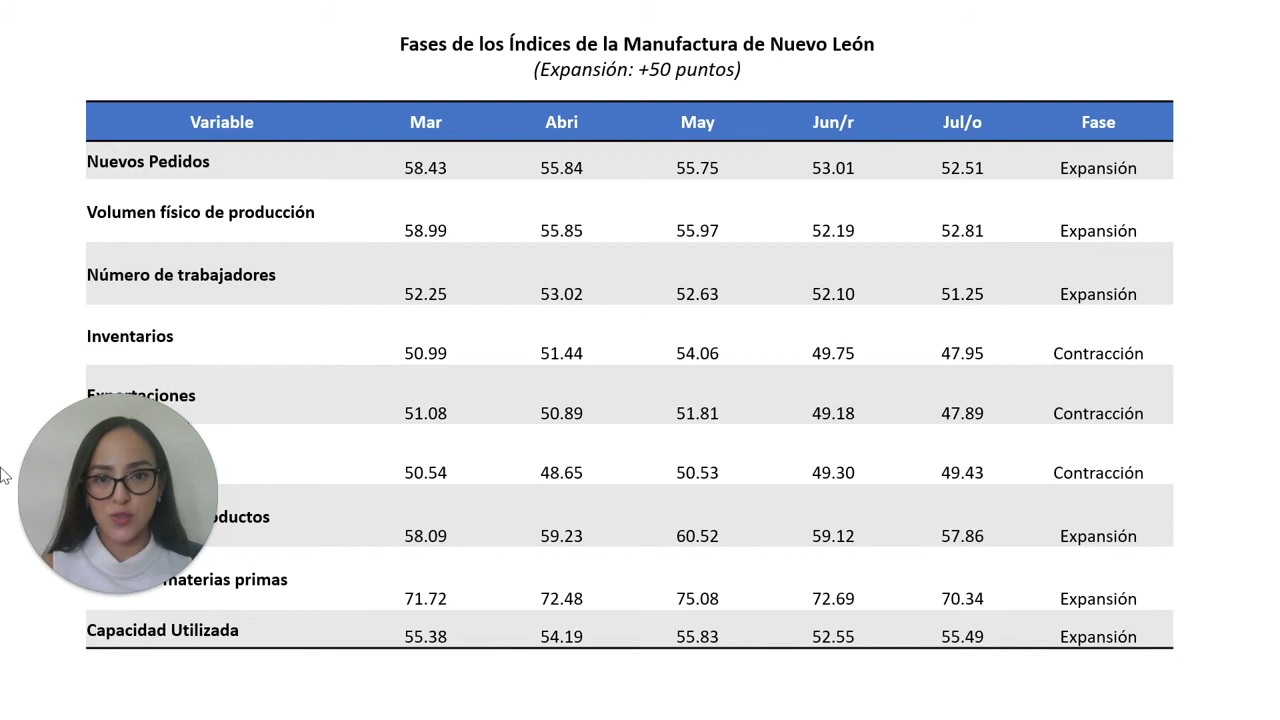 Fases de los Índices de la Manufactura de Nuevo León
(Expansión: +50 puntos)
Variable Mar Abri May Jun/r Jul/o Fase
Nuevos Pedidos 58.43 55.84 55.75 53.01 52.51 Expansión
Volumen físico de producción 58.99 55.85 55.97 52.19 52.81 Expansión
Número de trabajadores 52.25 53.02 52.63 52.10 51.25 Expansión
Inventarios 50.99 51.44 54.06 49.75 47.95 Contracción
Exportaciones 51.08 50.89 51.81 49.18 47.89 Contracción
50.54 48.65 50.53 49.30 49.43 Contracción
58.09 59.23 60.52 59.12 57.86 Expansión
materias primas 71.72 72.48 75.08 72.69 70.34 Expansión
Capacidad Utilizada 55.38 54.19 55.83 52.55 55.49 Expansión